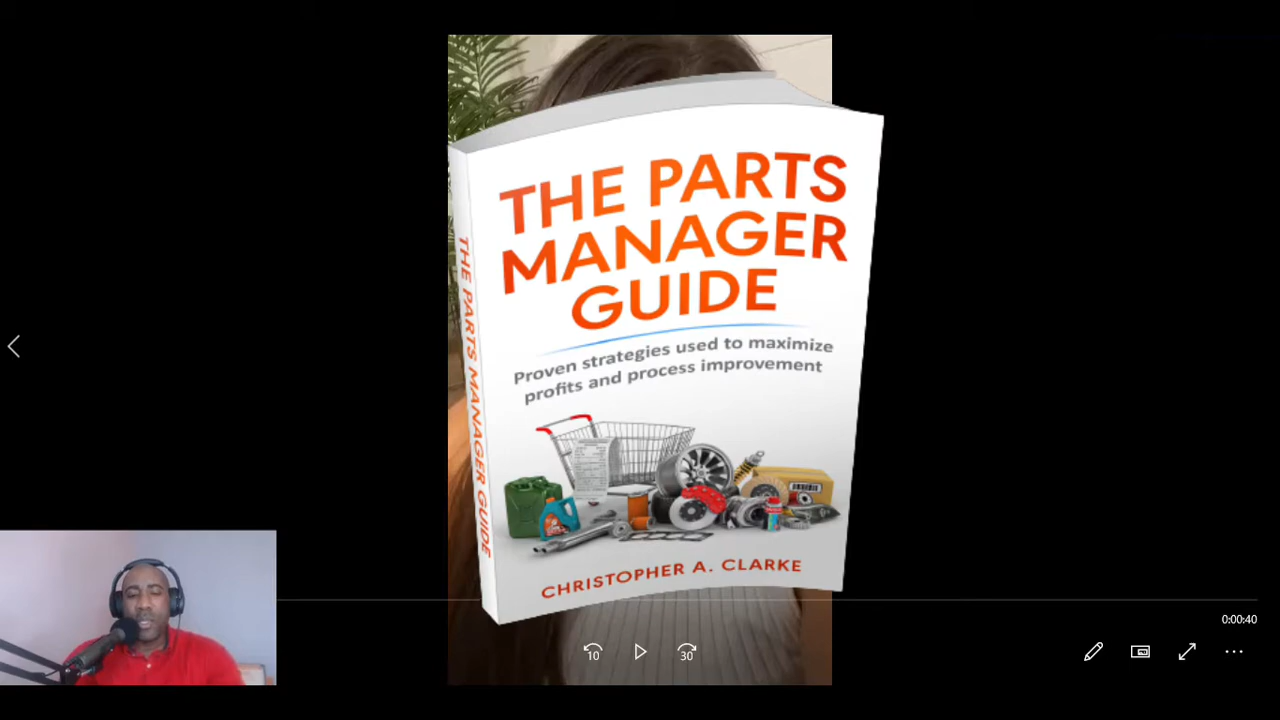 THE PARTS
MANAGER
GUIDE
Proven strategies used to maximize
profits and process improvement
CHRISTOPHER A. CLARKE
THE PARTS MANAGER GUIDE
0:00:40
10
30